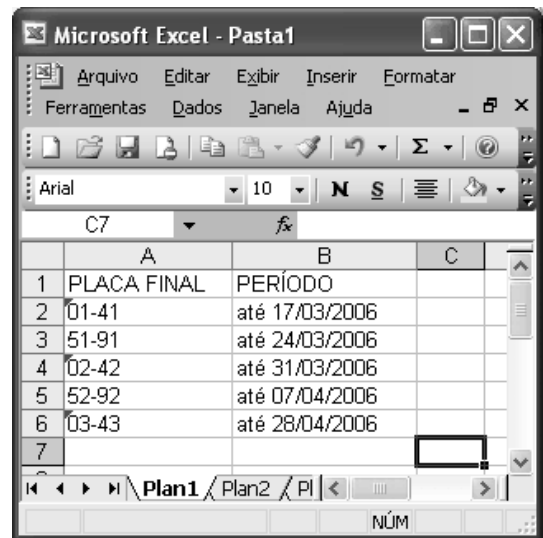 Microsoft Excel - Pasta1
Arquivo Editar Exibir Inserir Formatar
Ferramentas Dados Janela Ajuda
Arial 10 N S
C7 fx
A B C
1 PLACA FINAL PERÍODO
2 01-41 até 17/03/2006
3 51-91 até 24/03/2006
4 02-42 até 31/03/2006
5 52-92 até 07/04/2006
6 03-43 até 28/04/2006
7
Plan1 Plan2 Pl
NÚM